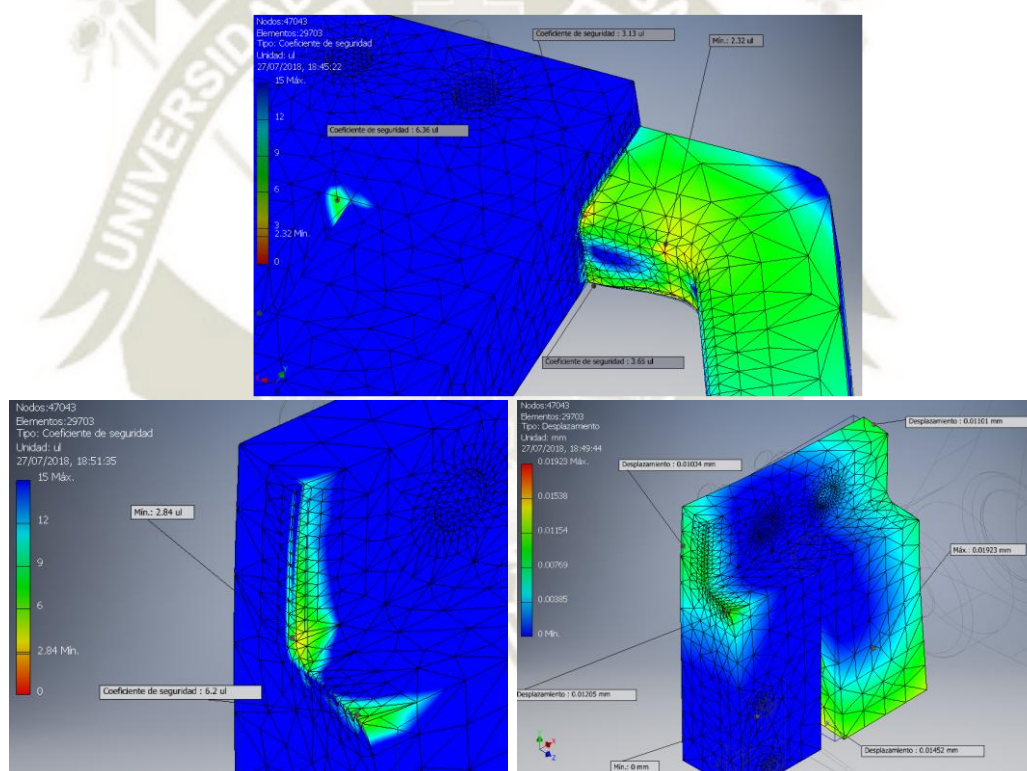 UNIVERSIDAD
Nodos:47043
Elementos:29703
Tipo: Coeficiente de seguridad
Unidad: ul
27/07/2018, 18:45:22
15 Máx.
12
9
6
3
2.32 Mín.
0
Coeficiente de seguridad : 3.13 ul
Mín.: 2.32 ul
Coeficiente de seguridad : 6.36 ul
Coeficiente de seguridad : 3.65 ul
Nodos:47043
Elementos:29703
Tipo: Coeficiente de seguridad
Unidad: ul
27/07/2018, 18:51:35
15 Máx.
12
9
6
2.84 Mín.
0
Mín.: 2.84 ul
Coeficiente de seguridad : 6.2 ul
Nodos:47043
Elementos:29703
Tipo: Desplazamiento
Unidad: mm
27/07/2018, 18:49:44
0.01923 Máx.
0.01538
0.01154
0.00769
0.00385
0 Mín.
Desplazamiento : 0.01101 mm
Desplazamiento : 0.01034 mm
Máx.: 0.01923 mm
Desplazamiento : 0.01205 mm
Desplazamiento : 0.01452 mm
Mín.: 0 mm